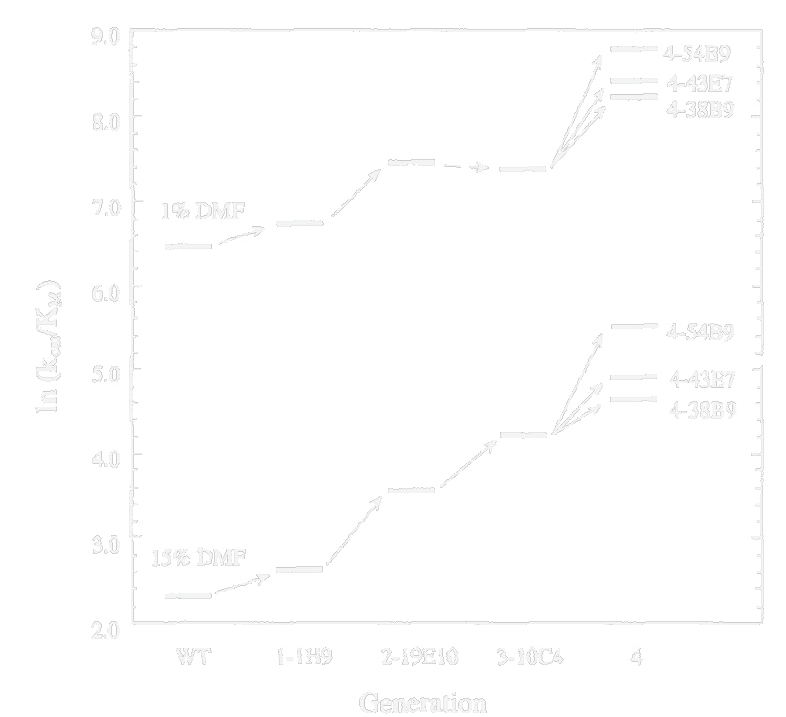 9.0
4-54B9
4-43E7
4-38B9
8.0
7.0
1% DMF
6.0
ln (kcat/KM)
4-54B9
5.0
4-43E7
4-38B9
4.0
3.0
15% DMF
2.0
WT 1-1H9 2-19E10 3-10C4 4
Generation